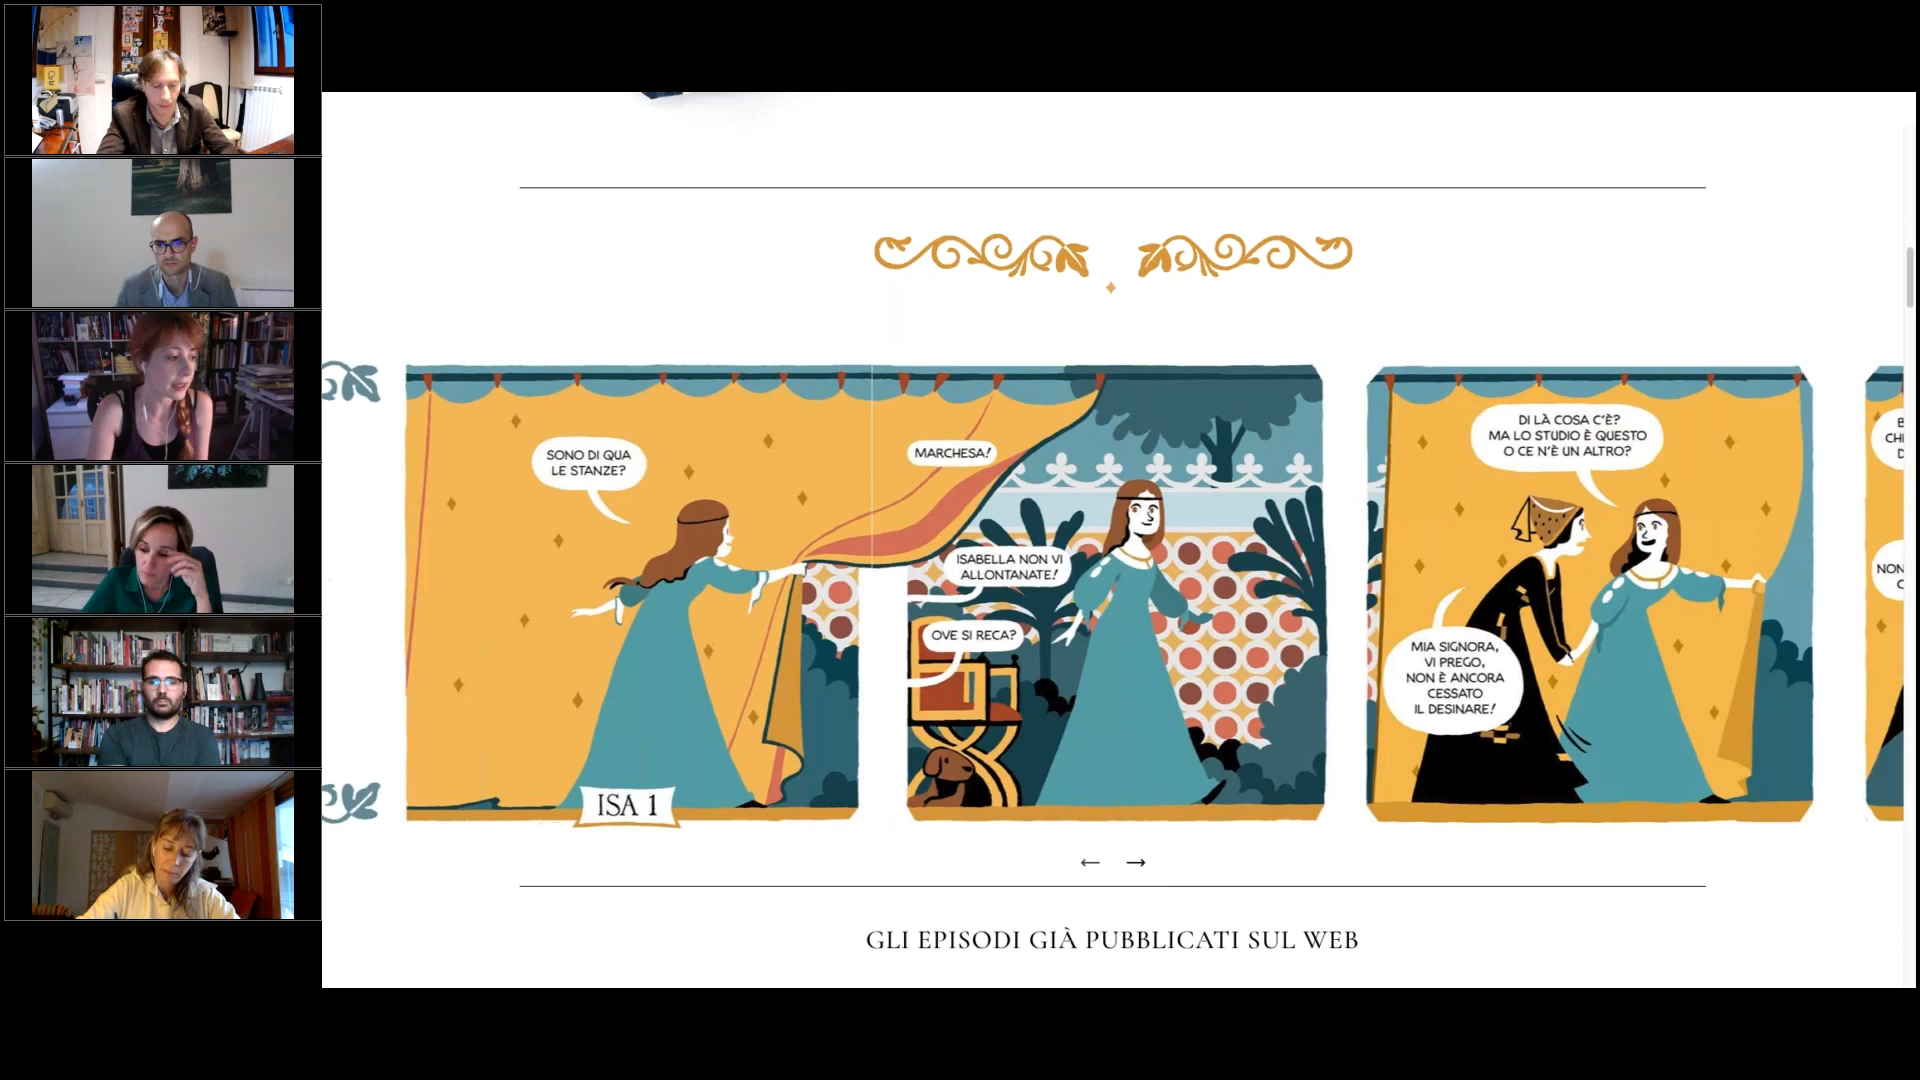 SONO DI QUA
LE STANZE?
MARCHESA!
ISABELLA NON VI
ALLONTANATE!
OVE SI RECA?
ISA 1
DI LÀ COSA C'È?
MA LO STUDIO È QUESTO
O CE N'È UN ALTRO?
MIA SIGNORA,
VI PREGO,
NON È ANCORA
CESSATO
IL DESINARE!
NON
GLI EPISODI GIÀ PUBBLICATI SUL WEB